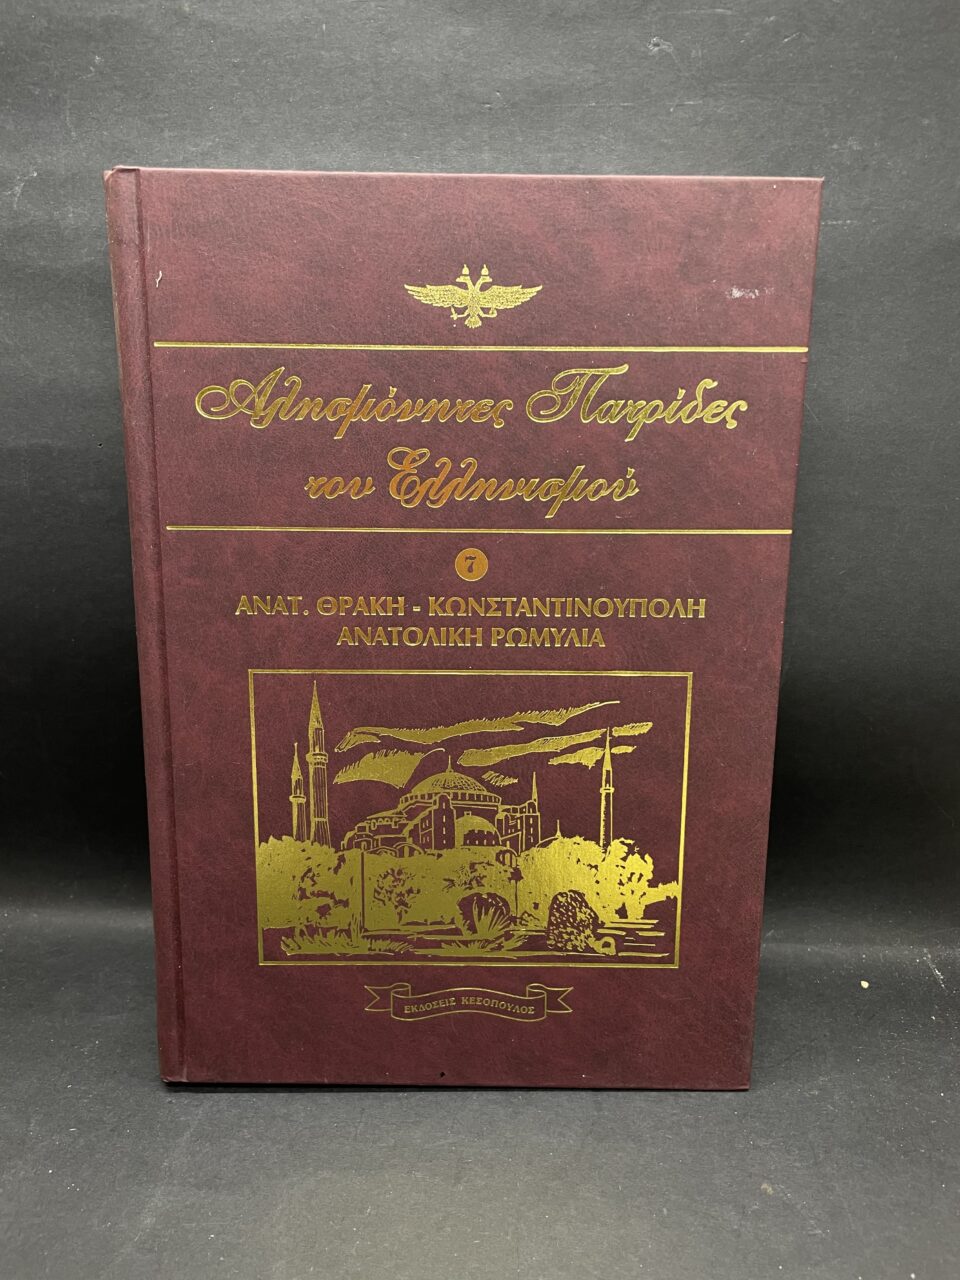 Αλησμόνητες Πατρίδες
του Ελληνισμού
7
ΑΝΑΤ. ΘΡΑΚΗ - ΚΩΝΣΤΑΝΤΙΝΟΥΠΟΛΗ
ΑΝΑΤΟΛΙΚΗ ΡΩΜΥΛΙΑ
ΕΚΔΟΣΕΙΣ ΚΕΣΟΠΟΥΛΟΣ